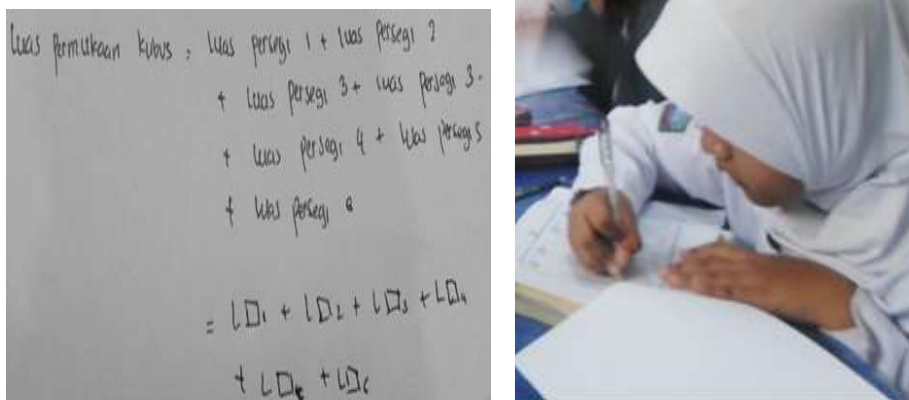 Luas permukaan kubus = luas persegi 1 + luas persegi 2
+ luas persegi 3 + luas persegi 3
+ luas persegi 4 + luas persegi 5
+ luas persegi 6
= L□₁ + L□₂ + L□₃ + L□₄
+ L□₅ + L□₆